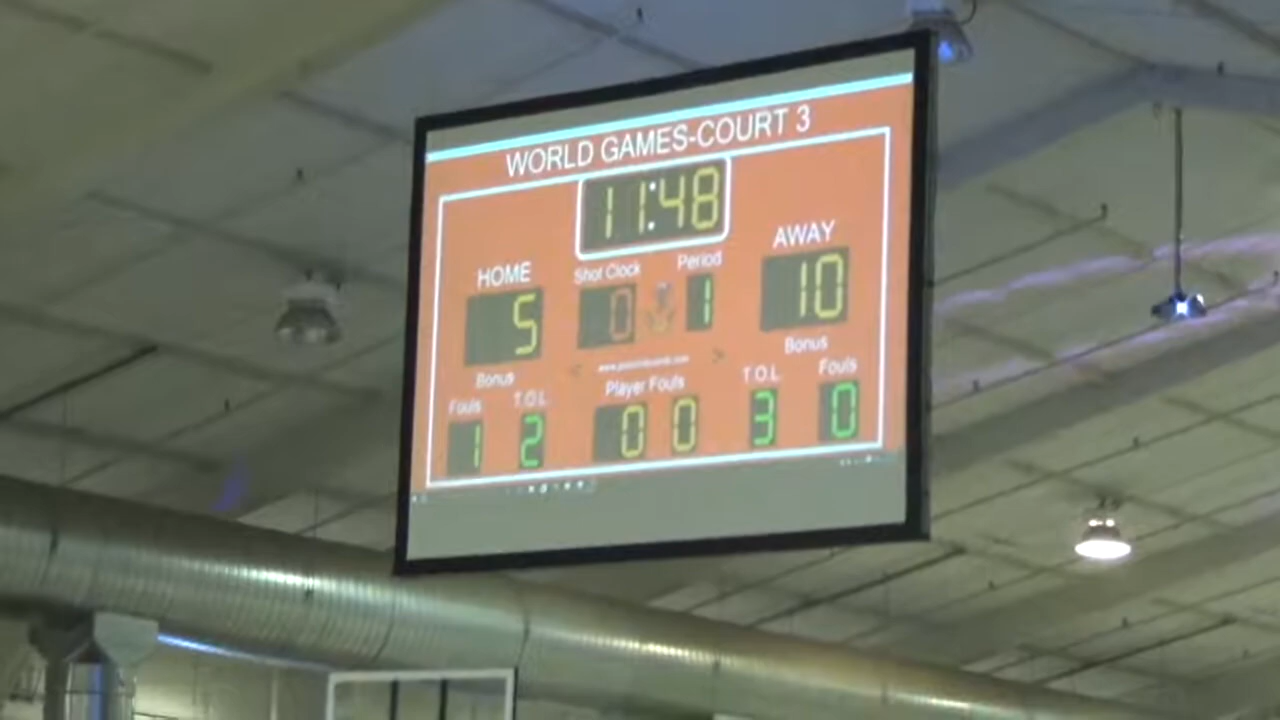 WORLD GAMES-COURT 3
11:48
HOME
Shot Clock
Period
AWAY
5
0
1
10
Bonus
Bonus
Fouls
T.O.L
Player Fouls
T.O.L
Fouls
1
2
0
0
3
0